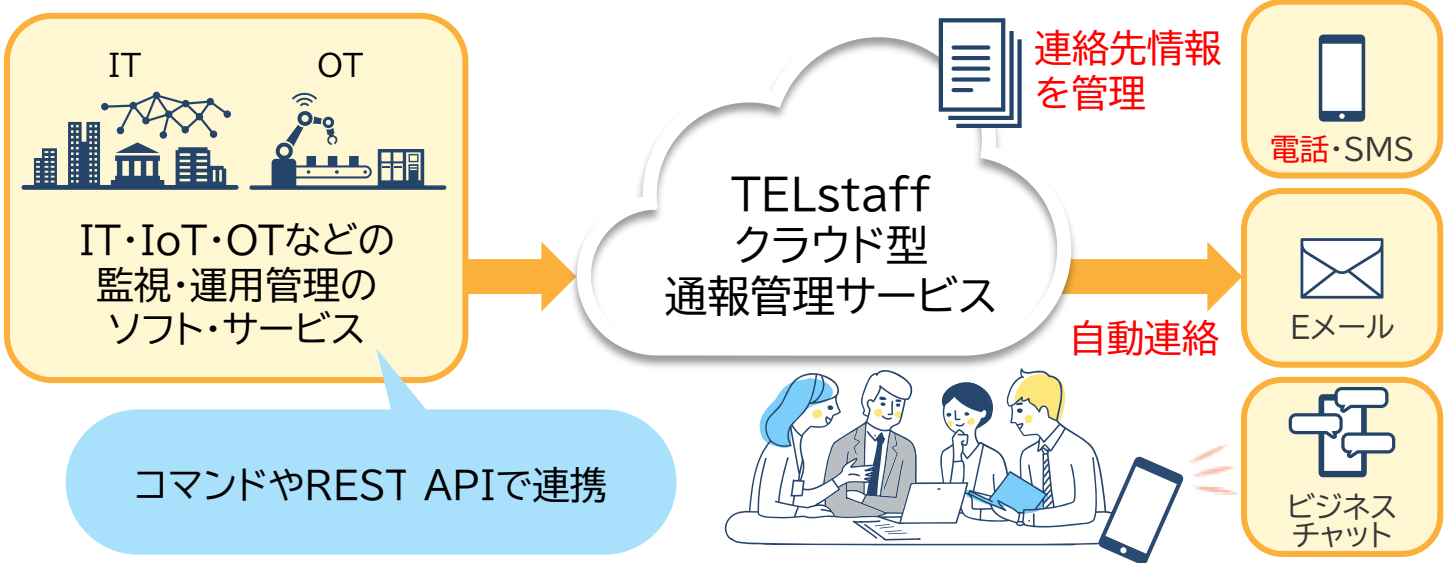 IT
OT
IT・IoT・OTなどの
監視・運用管理の
ソフト・サービス
コマンドやREST APIで連携
TELstaff
クラウド型
通報管理サービス
連絡先情報
を管理
自動連絡
電話・SMS
Eメール
ビジネス
チャット